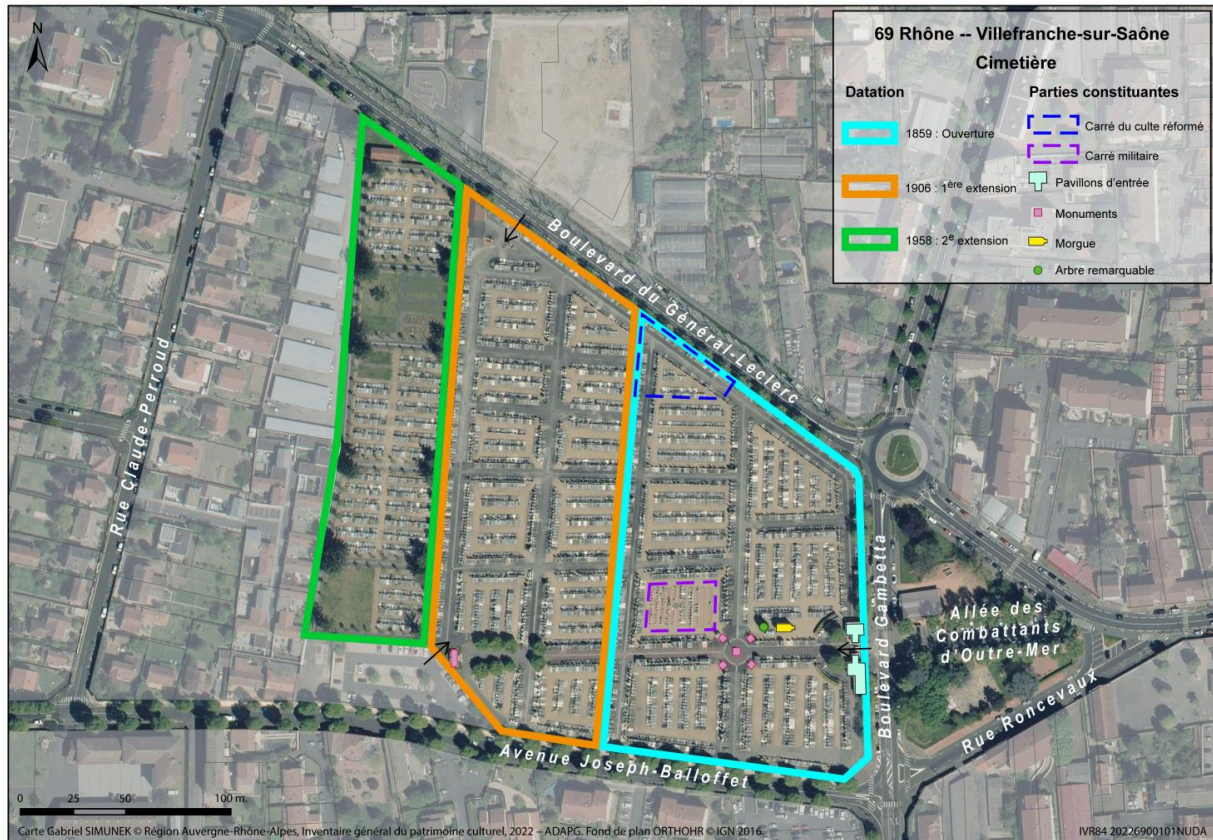 N
69 Rhône -- Villefranche-sur-Saône
Cimetière
Datation
1859 : Ouverture
1906 : 1ère extension
1958 : 2e extension
Parties constituantes
Carré du culte réformé
Carré militaire
Pavillons d'entrée
Monuments
Morgue
Arbre remarquable
Boulevard du Général-Leclerc
Rue Claude-Perroud
Boulevard Gambetta
Allée des
Combattants
d'Outre-Mer
Rue Roncevaux
Avenue Joseph-Balloffet
0 25 50 100 m.
Carte Gabriel SIMUNEK © Région Auvergne-Rhône-Alpes, Inventaire général du patrimoine culturel, 2022 – ADAPG. Fond de plan ORTHOHR © IGN 2016.
IVR84 20226900101NUDA